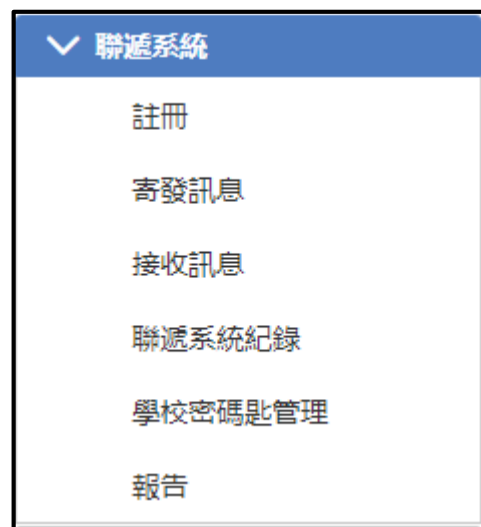 聯遞系統
註冊
寄發訊息
接收訊息
聯遞系統紀錄
學校密碼匙管理
報告